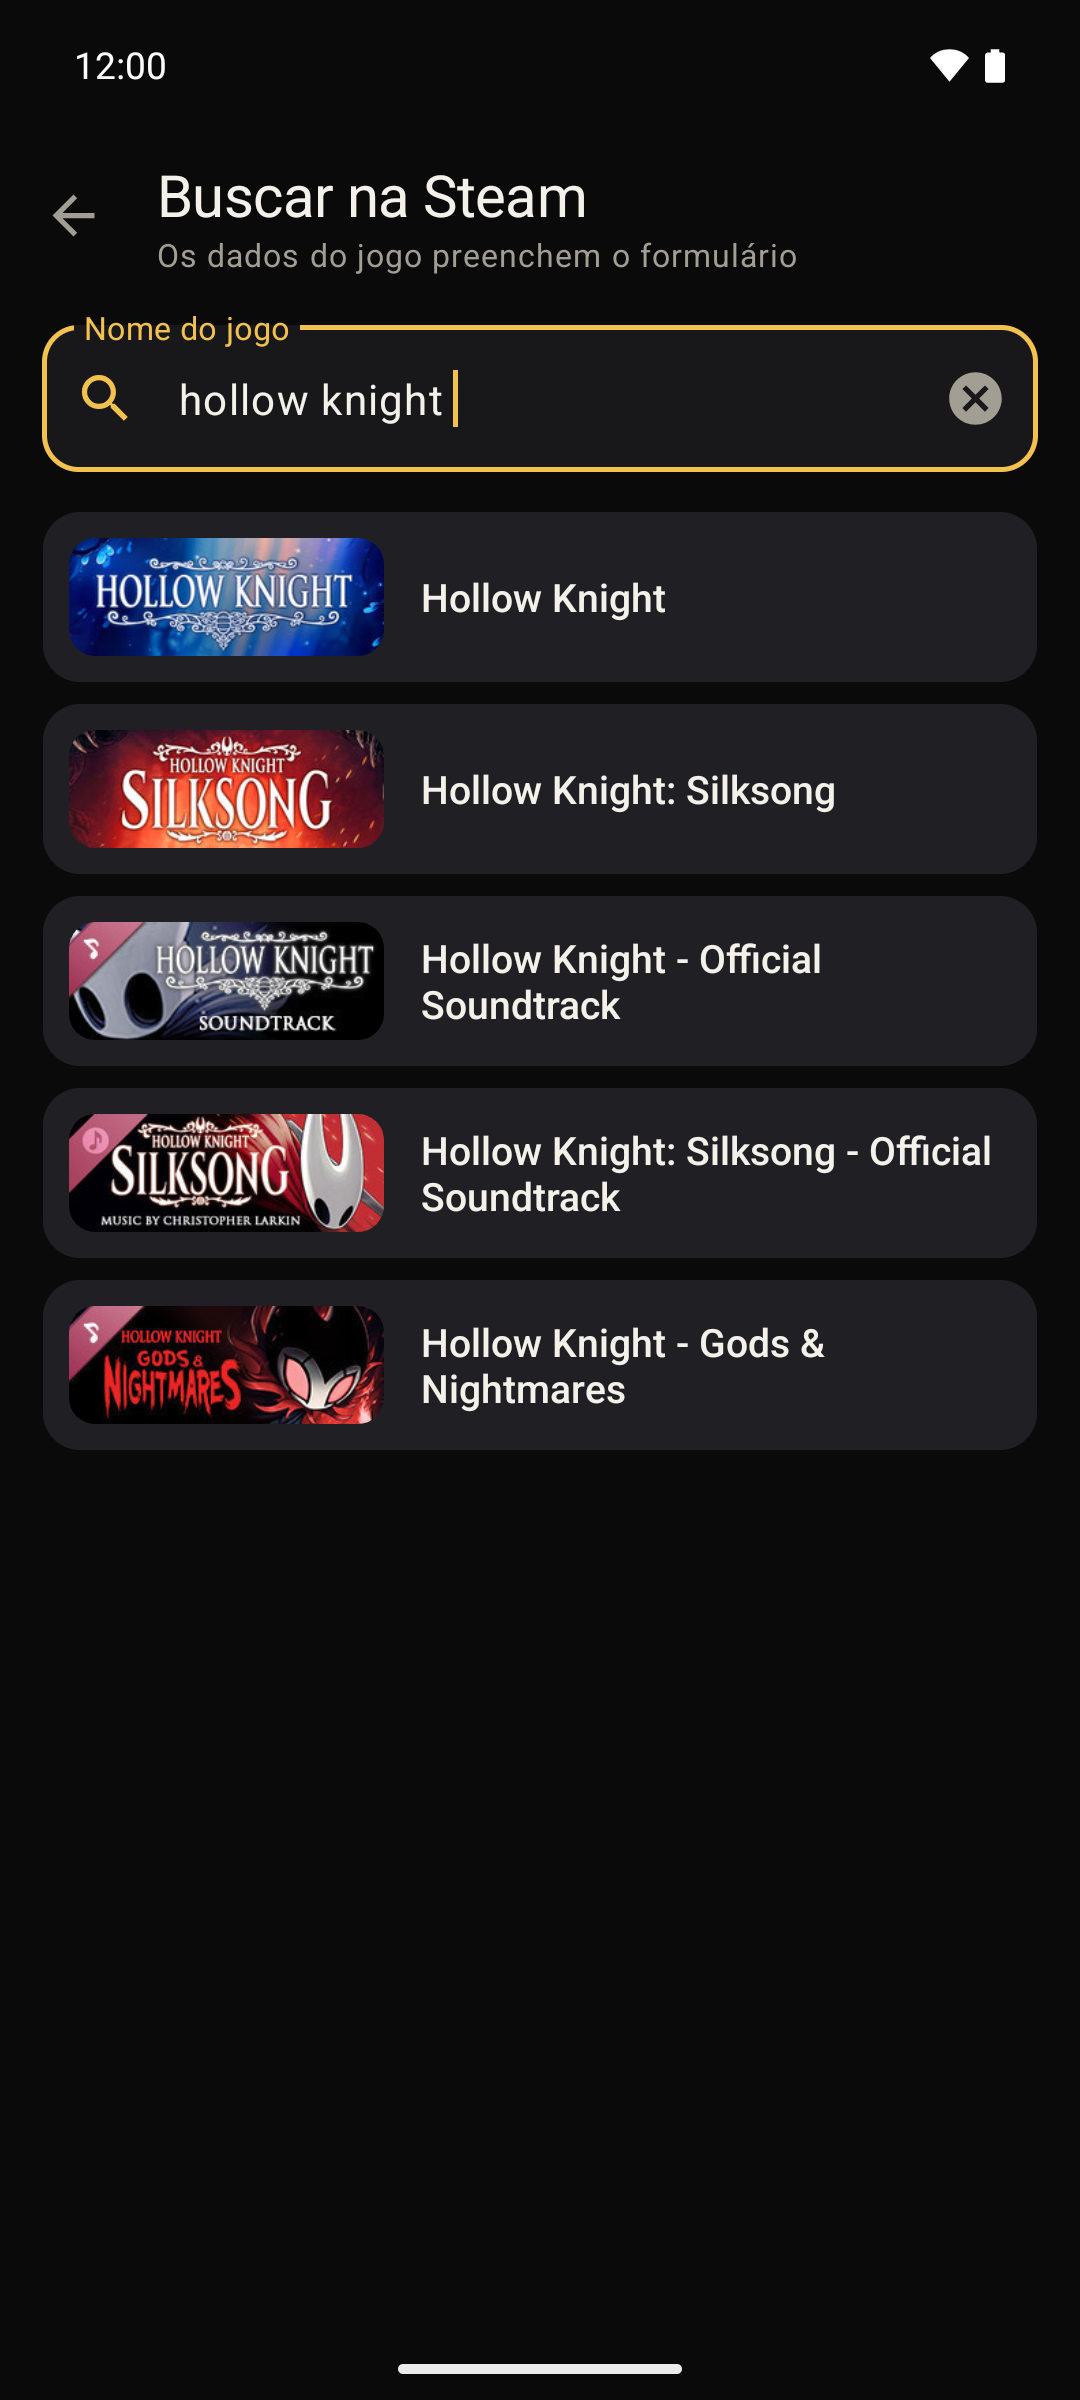 12:00
Buscar na Steam
Os dados do jogo preenchem o formulário
Nome do jogo
hollow knight
HOLLOW KNIGHT
Hollow Knight
HOLLOW KNIGHT
SILKSONG
Hollow Knight: Silksong
HOLLOW KNIGHT
SOUNDTRACK
Hollow Knight - Official
Soundtrack
HOLLOW KNIGHT
SILKSONG
MUSIC BY CHRISTOPHER LARKIN
Hollow Knight: Silksong - Official
Soundtrack
HOLLOW KNIGHT
GODS &
NIGHTMARES
Hollow Knight - Gods &
Nightmares